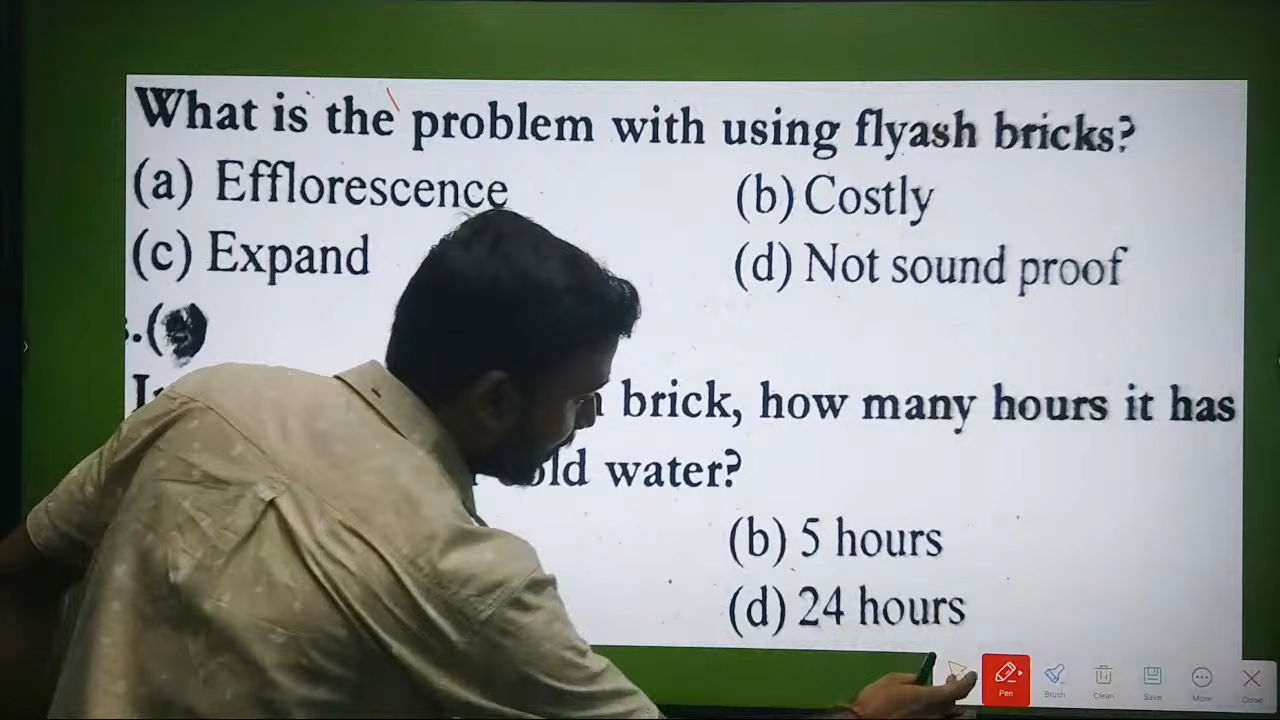 What is the problem with using flyash bricks?
(a) Efflorescence (b) Costly
(c) Expand (d) Not sound proof
.(
brick, how many hours it has
water?
(b) 5 hours
(d) 24 hours
Pen Brush Clean Save More Close